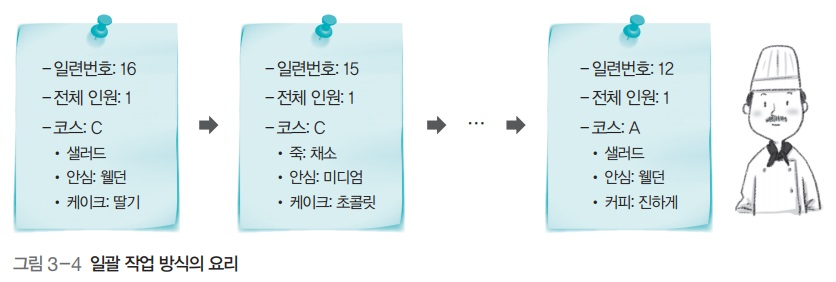 – 일련번호: 16
– 전체 인원: 1
– 코스: C
• 샐러드
• 안심: 웰던
• 케이크: 딸기
– 일련번호: 15
– 전체 인원: 1
– 코스: C
• 죽: 채소
• 안심: 미디엄
• 케이크: 초콜릿
…
– 일련번호: 12
– 전체 인원: 1
– 코스: A
• 샐러드
• 안심: 웰던
• 커피: 진하게
그림 3-4 일괄 작업 방식의 요리